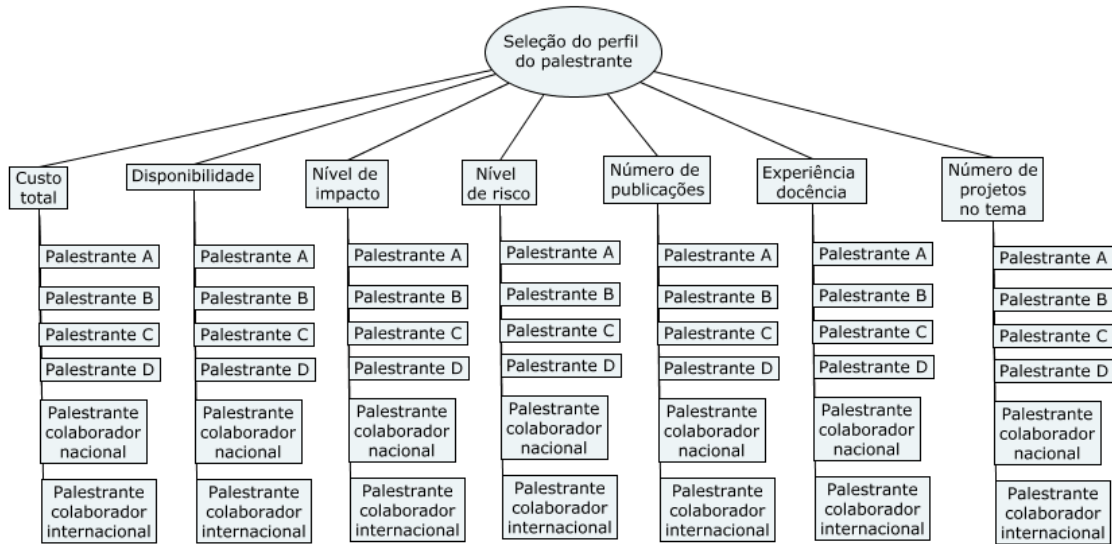 Seleção do perfil
do palestrante
Custo
total
Disponibilidade
Nível de
impacto
Nível
de risco
Número de
publicações
Experiência
docência
Número de
projetos
no tema
Palestrante A
Palestrante B
Palestrante C
Palestrante D
Palestrante
colaborador
nacional
Palestrante
colaborador
internacional
Palestrante A
Palestrante B
Palestrante C
Palestrante D
Palestrante
colaborador
nacional
Palestrante
colaborador
internacional
Palestrante A
Palestrante B
Palestrante C
Palestrante D
Palestrante
colaborador
nacional
Palestrante
colaborador
internacional
Palestrante A
Palestrante B
Palestrante C
Palestrante D
Palestrante
colaborador
nacional
Palestrante
colaborador
internacional
Palestrante A
Palestrante B
Palestrante C
Palestrante D
Palestrante
colaborador
nacional
Palestrante
colaborador
internacional
Palestrante A
Palestrante B
Palestrante C
Palestrante D
Palestrante
colaborador
nacional
Palestrante
colaborador
internacional
Palestrante A
Palestrante B
Palestrante C
Palestrante D
Palestrante
colaborador
nacional
Palestrante
colaborador
internacional